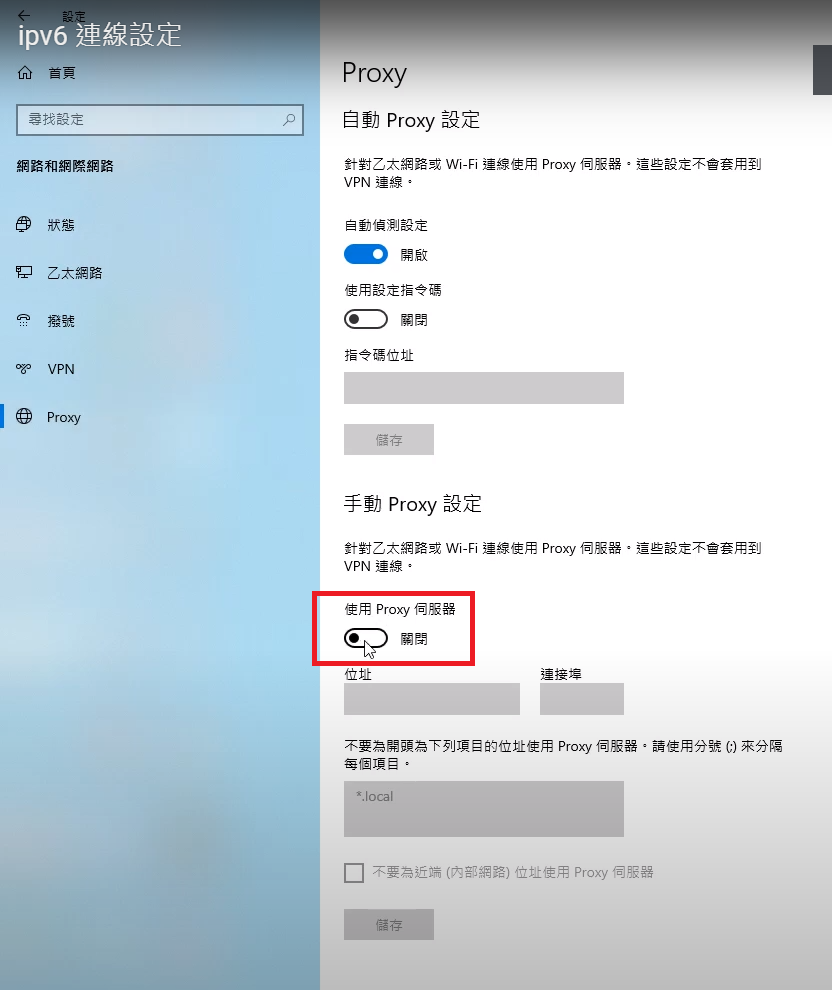 設定
ipv6 連線設定
首頁
尋找設定
網路和網際網路
狀態
乙太網路
撥號
VPN
Proxy
Proxy
自動 Proxy 設定
針對乙太網路或 Wi-Fi 連線使用 Proxy 伺服器。這些設定不會套用到
VPN 連線。
自動偵測設定
開啟
使用設定指令碼
關閉
指令碼位址
儲存
手動 Proxy 設定
針對乙太網路或 Wi-Fi 連線使用 Proxy 伺服器。這些設定不會套用到
VPN 連線。
使用 Proxy 伺服器
關閉
位址
連接埠
不要為開頭為下列項目的位址使用 Proxy 伺服器。請使用分號 (;) 來分隔
每個項目。
*.local
不要為近端 (內部網路) 位址使用 Proxy 伺服器
儲存